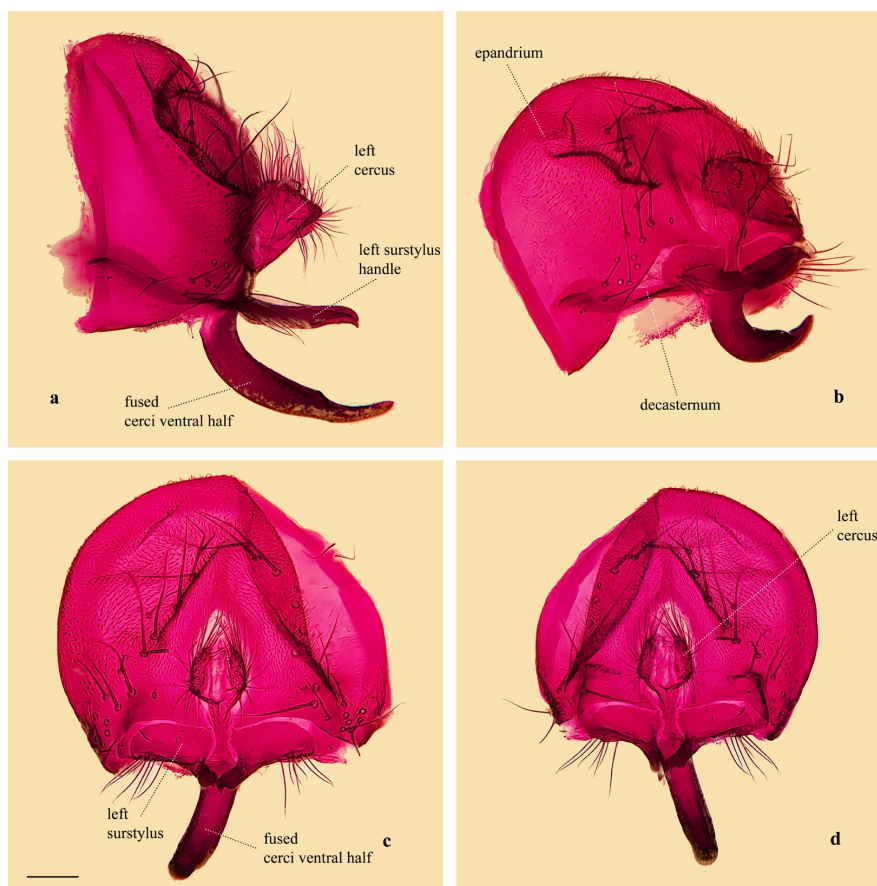 left
cercus
left surstylus
handle
fused
cerci ventral half
a
epandrium
decasternum
b
left
surstylus
fused
cerci ventral half
c
left
cercus
d